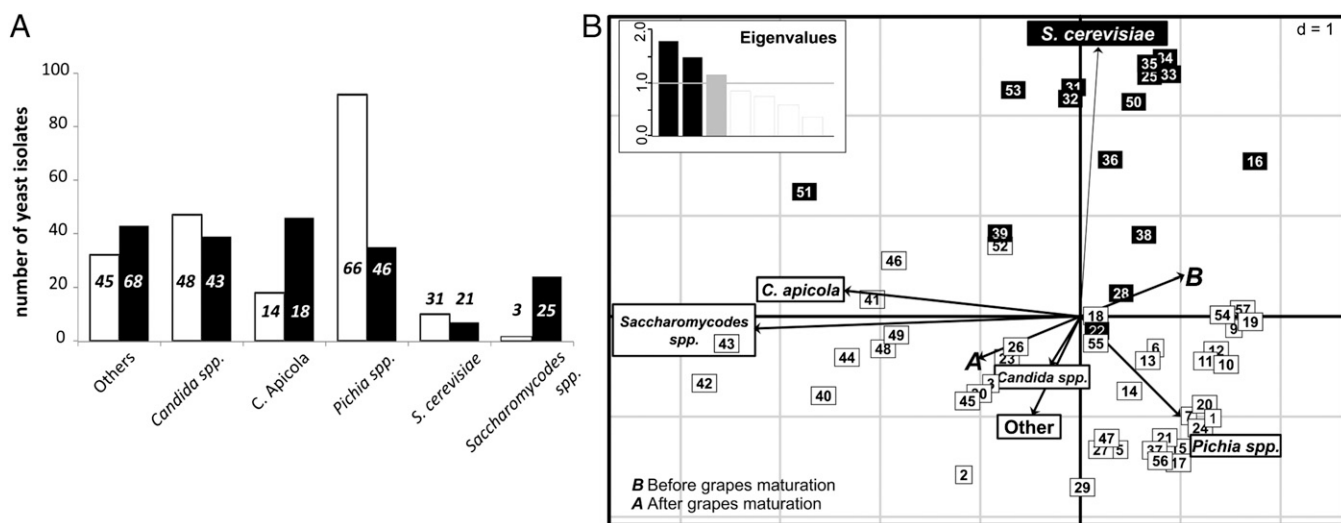 A
number of yeast isolates
100
80
60
40
20
0
45 68
48 43
14 18
66 46
31 21
3 25
Others
Candida spp.
C. Apicola
Pichia spp.
S. cerevisiae
Saccharomycodes
spp.
B
Eigenvalues
2.0
1.0
0.0
d = 1
S. cerevisiae
35 34
25 33
53 31
32 50
36 16
51
39 38
52
46
C. apicola
B
41 28
Saccharomycodes
spp.
18 54 57
19
22 9
43 49 55
48 26 6 12
44 A 23 13 11 10
42 3 Candida spp. 14
40 45
20
7 1
Other 24
47 21
27 5 37 15 Pichia spp.
56 17
2
29
B Before grapes maturation
A After grapes maturation